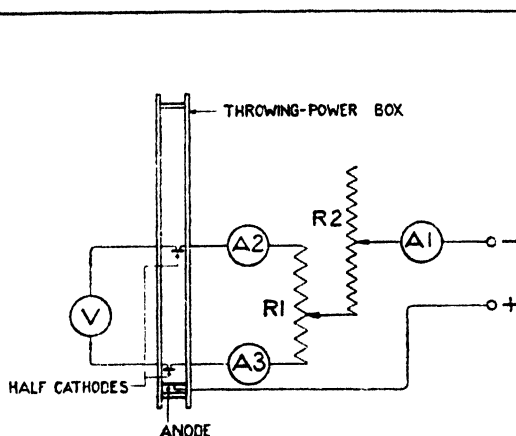 THROWING-POWER BOX
R2
A2
A1
−
R1
+
V
A3
HALF CATHODES
ANODE